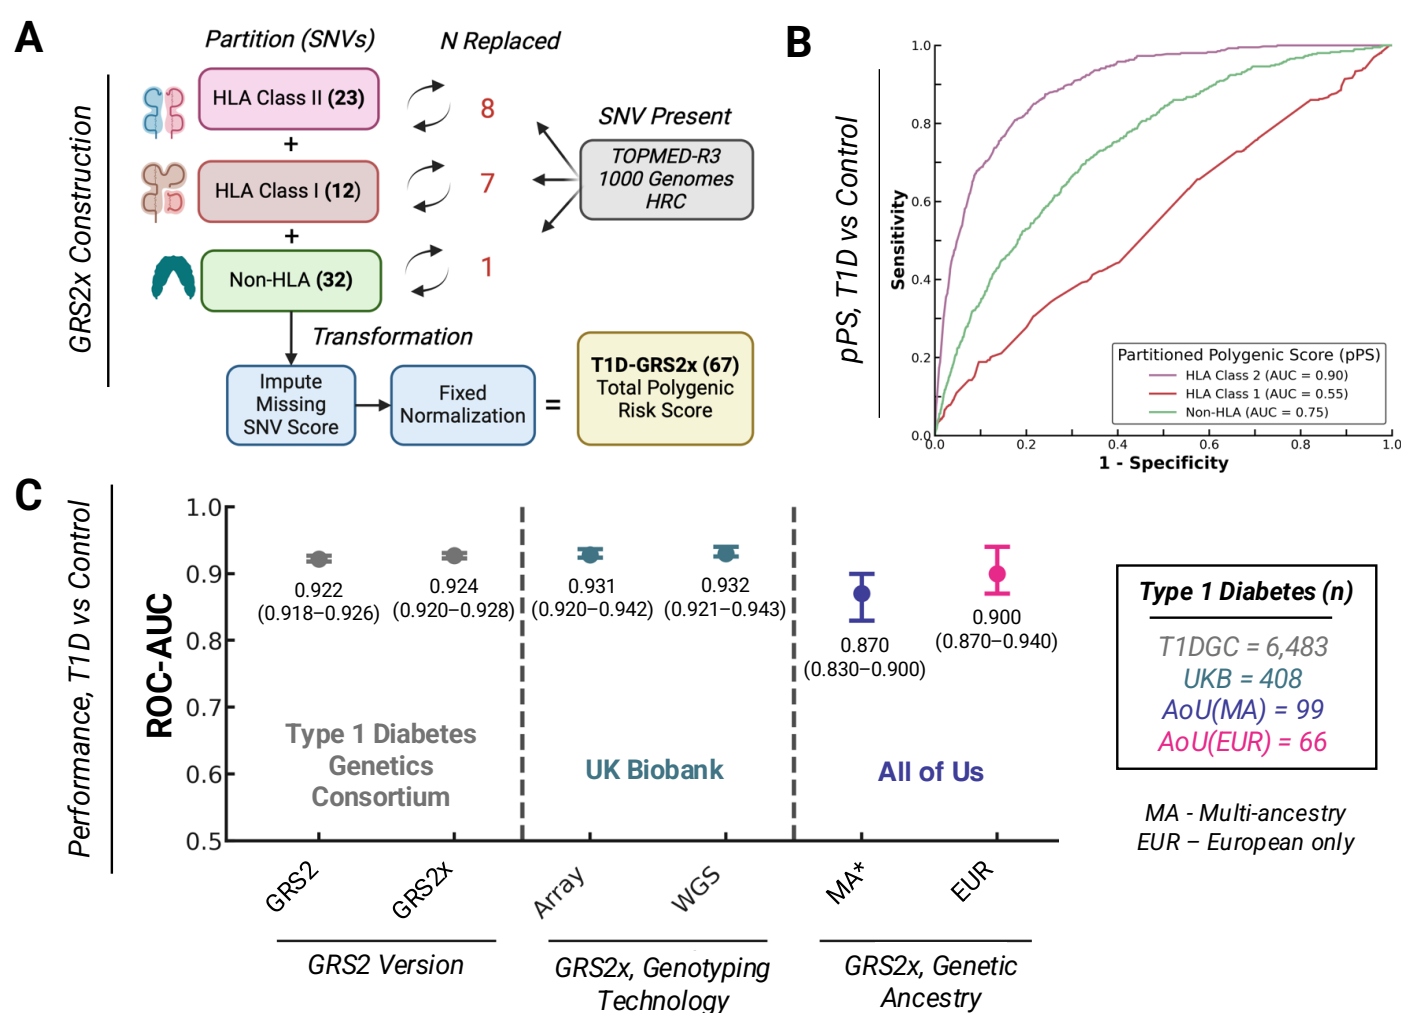 A
Partition (SNVs)
N Replaced
GRS2x Construction
HLA Class II (23)
8
+
HLA Class I (12)
7
+
Non-HLA (32)
1
SNV Present
TOPMED-R3
1000 Genomes
HRC
Transformation
Impute
Missing
SNV Score
Fixed
Normalization
=
T1D-GRS2x (67)
Total Polygenic
Risk Score
B
pPS, T1D vs Control
Sensitivity
1.0
0.8
0.6
0.4
0.2
0.0
0.0 0.2 0.4 0.6 0.8 1.0
1 - Specificity
Partitioned Polygenic Score (pPS)
HLA Class 2 (AUC = 0.90)
HLA Class 1 (AUC = 0.55)
Non-HLA (AUC = 0.75)
C
Performance, T1D vs Control
ROC-AUC
1.0
0.9
0.8
0.7
0.6
0.5
0.922
(0.918–0.926)
0.924
(0.920–0.928)
0.931
(0.920–0.942)
0.932
(0.921–0.943)
0.870
(0.830–0.900)
0.900
(0.870–0.940)
Type 1 Diabetes
Genetics
Consortium
UK Biobank
All of Us
GRS2
GRS2x
Array
WGS
MA*
EUR
GRS2 Version
GRS2x, Genotyping
Technology
GRS2x, Genetic
Ancestry
Type 1 Diabetes (n)
T1DGC = 6,483
UKB = 408
AoU(MA) = 99
AoU(EUR) = 66
MA - Multi-ancestry
EUR – European only